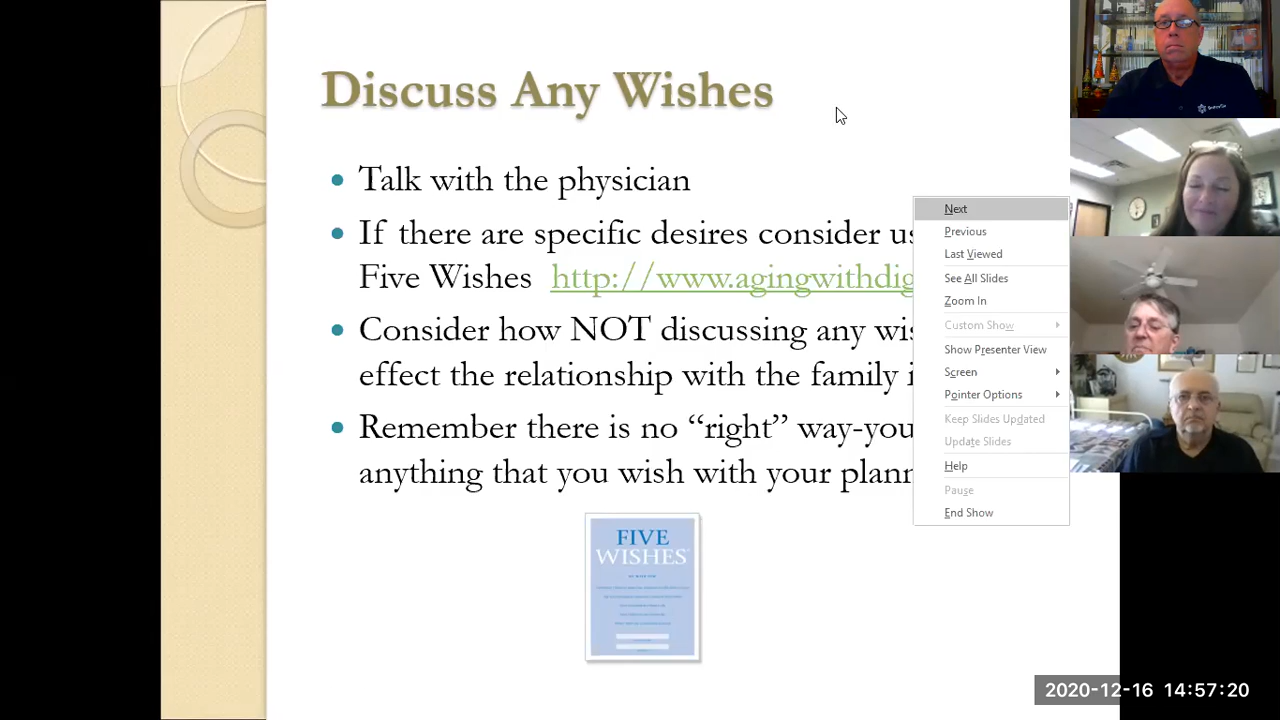 Discuss Any Wishes
Talk with the physician
If there are specific desires consider us
Five Wishes http://www.agingwithdig
Consider how NOT discussing any wis
effect the relationship with the family i
Remember there is no “right” way-you
anything that you wish with your plann
FIVE
WISHES
Next
Previous
Last Viewed
See All Slides
Zoom In
Custom Show
Show Presenter View
Screen
Pointer Options
Keep Slides Updated
Update Slides
Help
Pause
End Show
2020-12-16 14:57:20